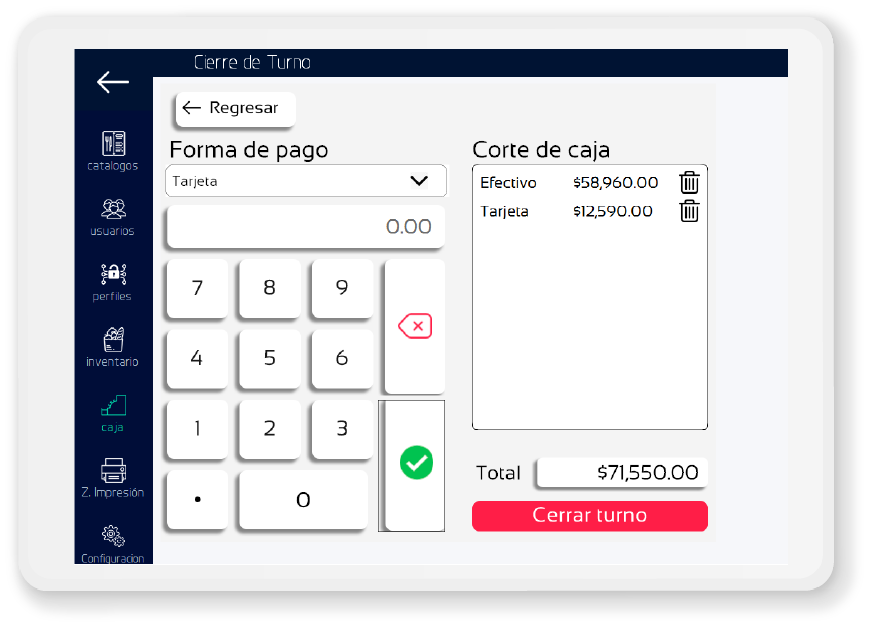 Cierre de Turno
catalogos
usuarios
perfiles
inventario
caja
Z. Impresión
Configuracion
Regresar
Forma de pago
Tarjeta
0.00
7 8 9
4 5 6
1 2 3
. 0
Corte de caja
Efectivo $58,960.00
Tarjeta $12,590.00
Total $71,550.00
Cerrar turno